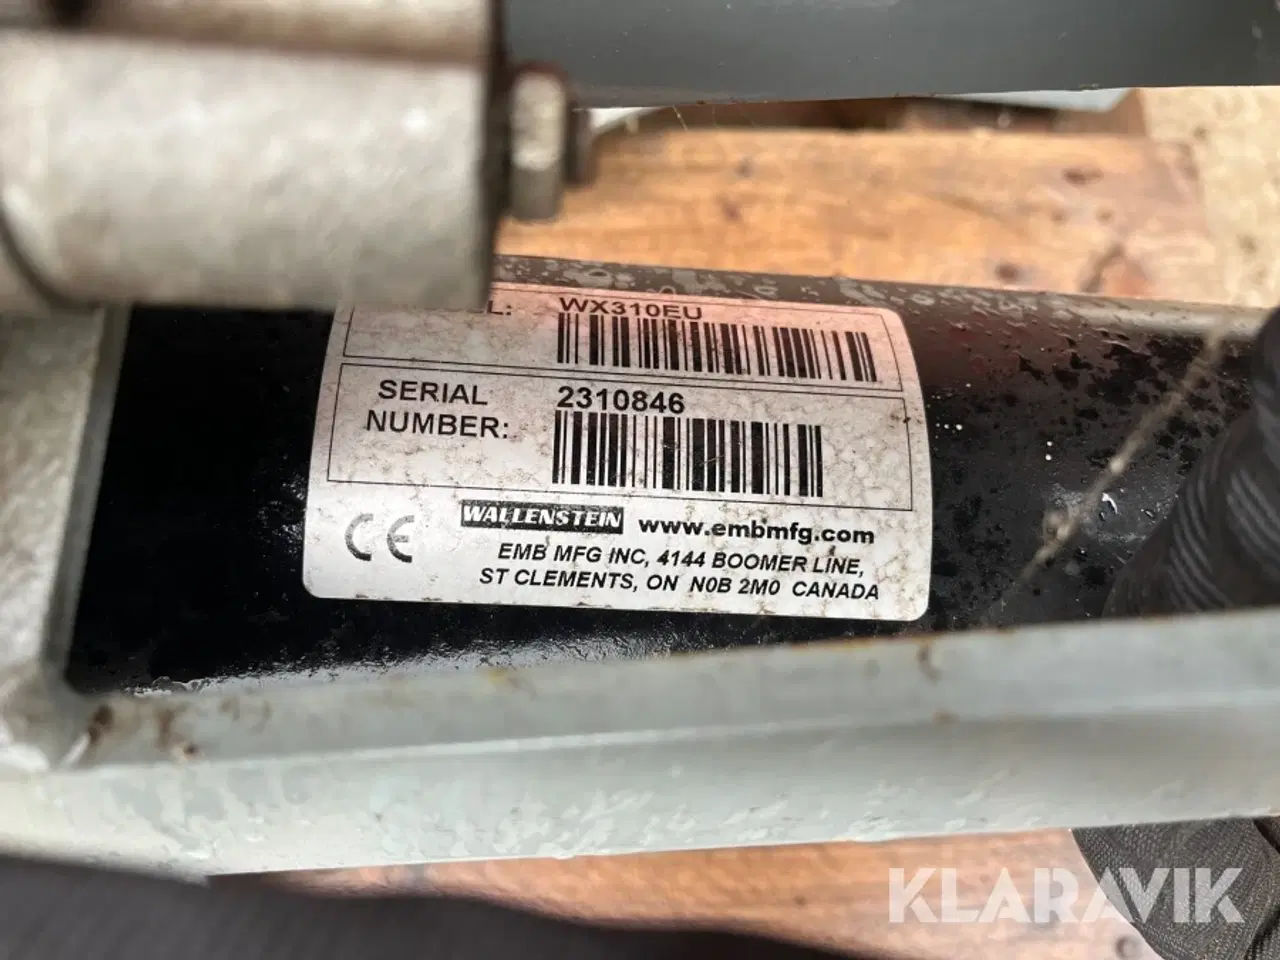 L: WX310EU
SERIAL NUMBER: 2310846
CE
WALLENSTEIN www.embmfg.com
EMB MFG INC, 4144 BOOMER LINE,
ST CLEMENTS, ON N0B 2M0 CANADA
KLARAVIK